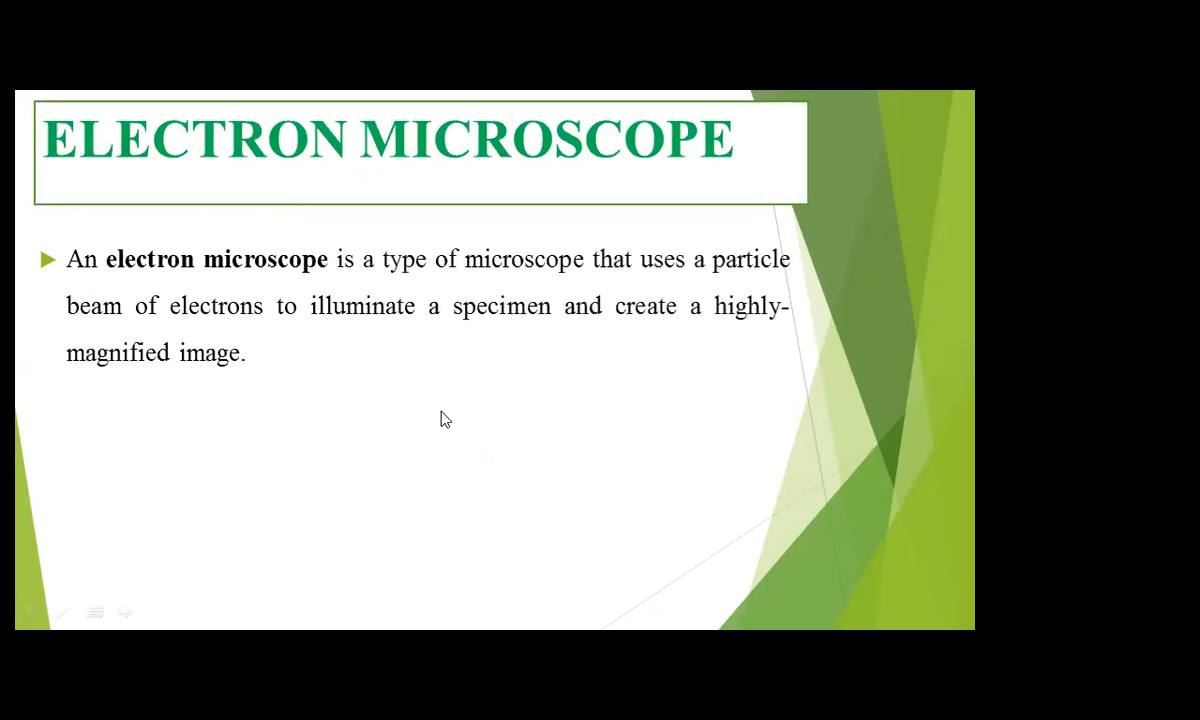 ELECTRON MICROSCOPE
An electron microscope is a type of microscope that uses a particle
beam of electrons to illuminate a specimen and create a highly-
magnified image.